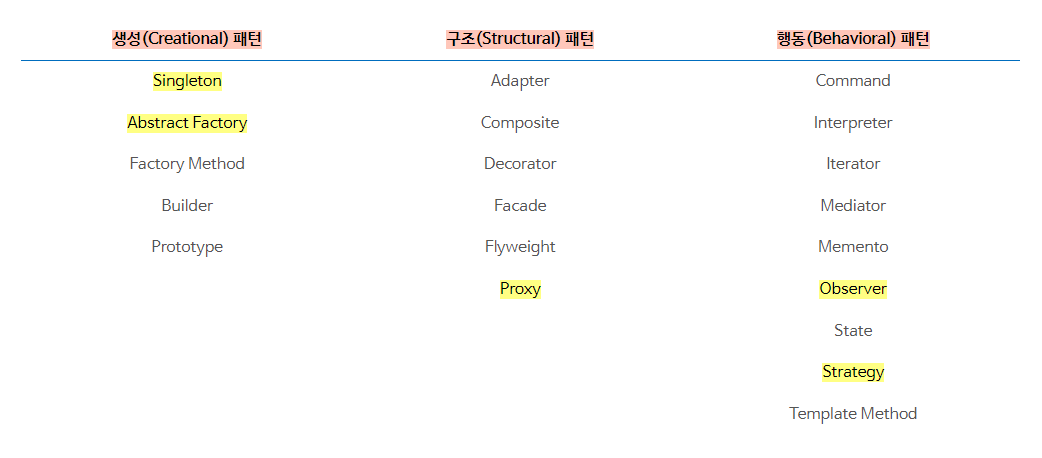 생성(Creational) 패턴 구조(Structural) 패턴 행동(Behavioral) 패턴
Singleton Adapter Command
Abstract Factory Composite Interpreter
Factory Method Decorator Iterator
Builder Facade Mediator
Prototype Flyweight Memento
Proxy Observer
State
Strategy
Template Method